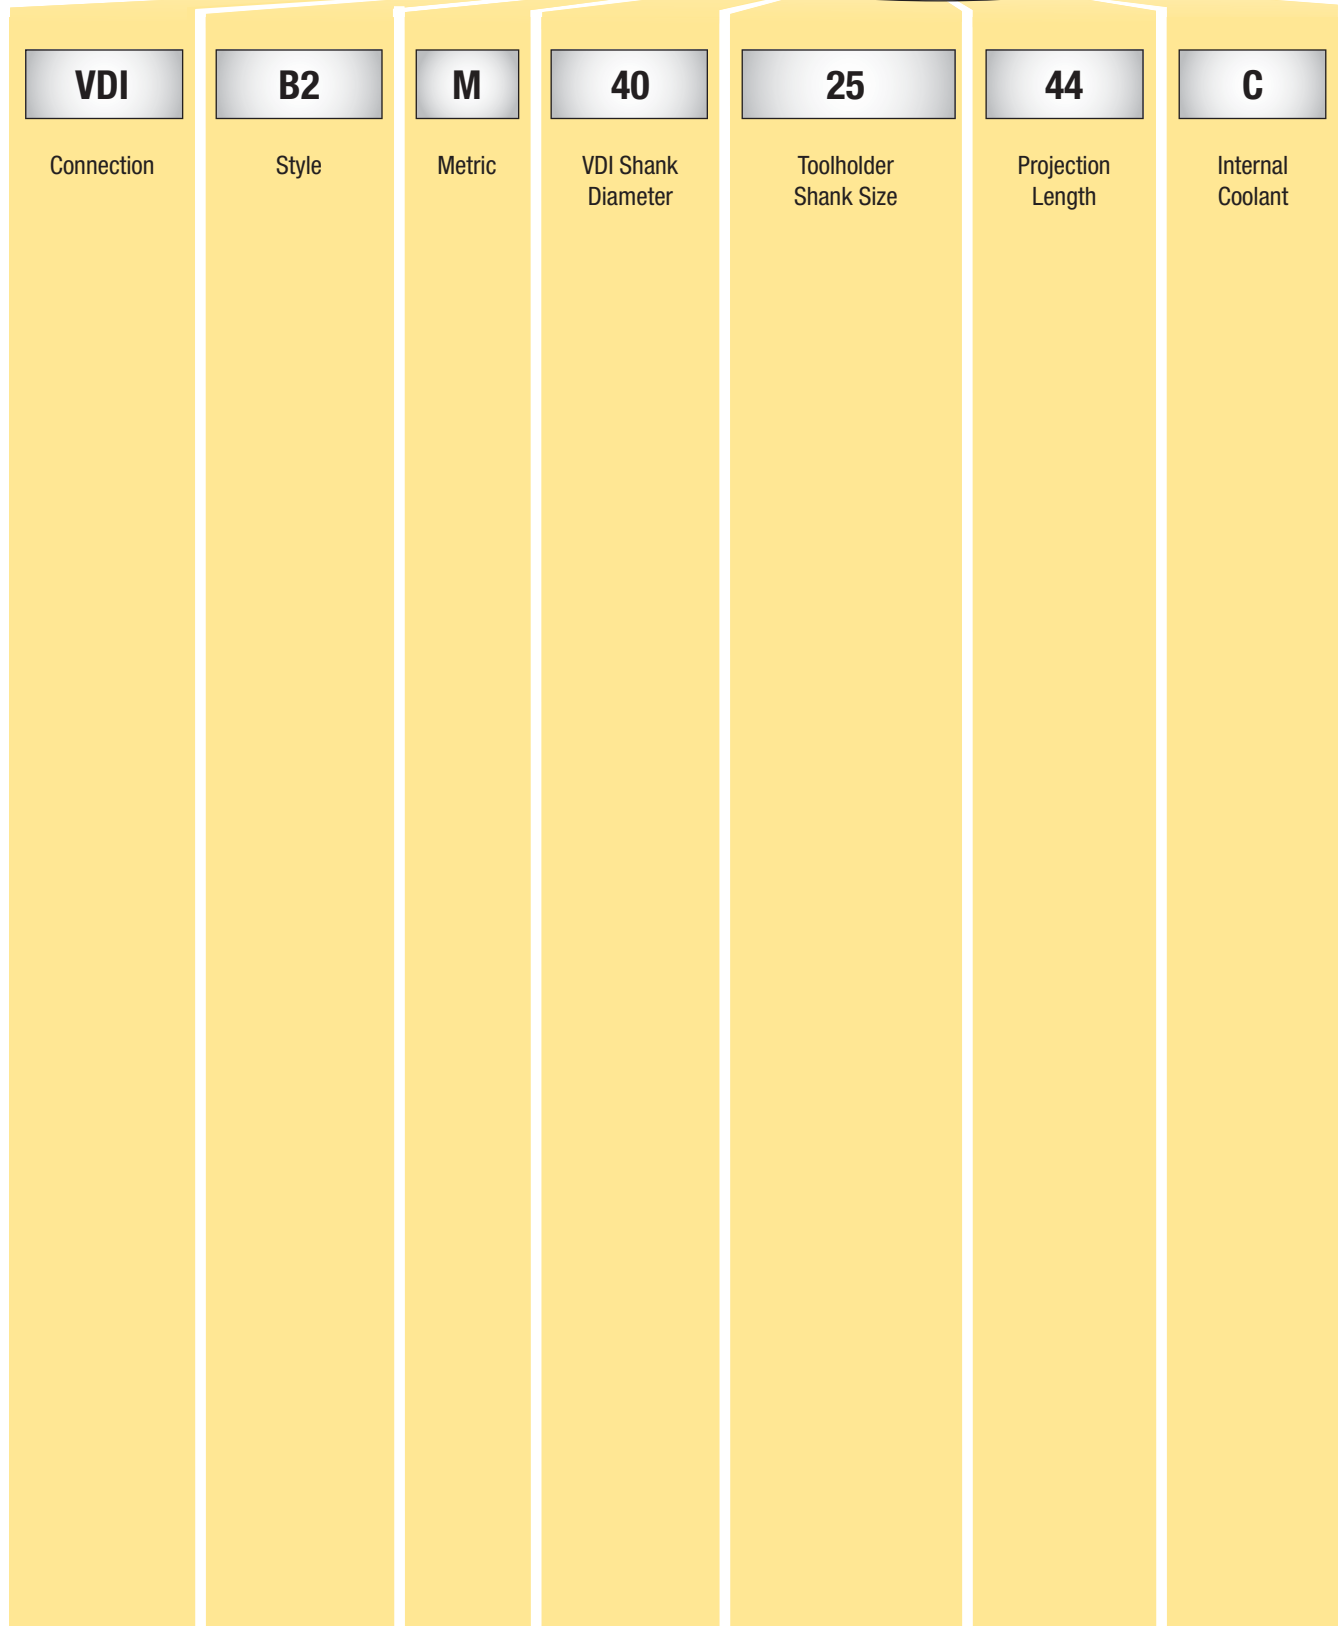 VDI B2 M 40 25 44 C
Connection Style Metric VDI Shank Toolholder Projection Internal
Diameter Shank Size Length Coolant